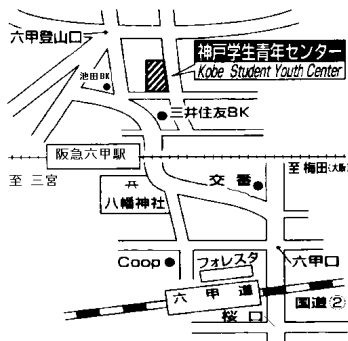 六甲登山口
神戸学生青年センター
Kobe Student Youth Center
池田BK
三井住友BK
阪急六甲駅
至 三宮
至 梅田(大阪)
交番
八幡神社
Coop
フォレスタ
六甲口
六甲道
国道②
桜口